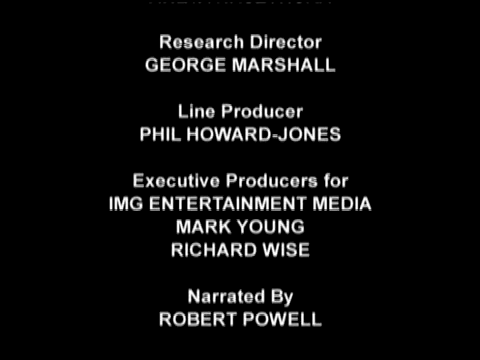 Research Director
GEORGE MARSHALL
Line Producer
PHIL HOWARD-JONES
Executive Producers for
IMG ENTERTAINMENT MEDIA
MARK YOUNG
RICHARD WISE
Narrated By
ROBERT POWELL